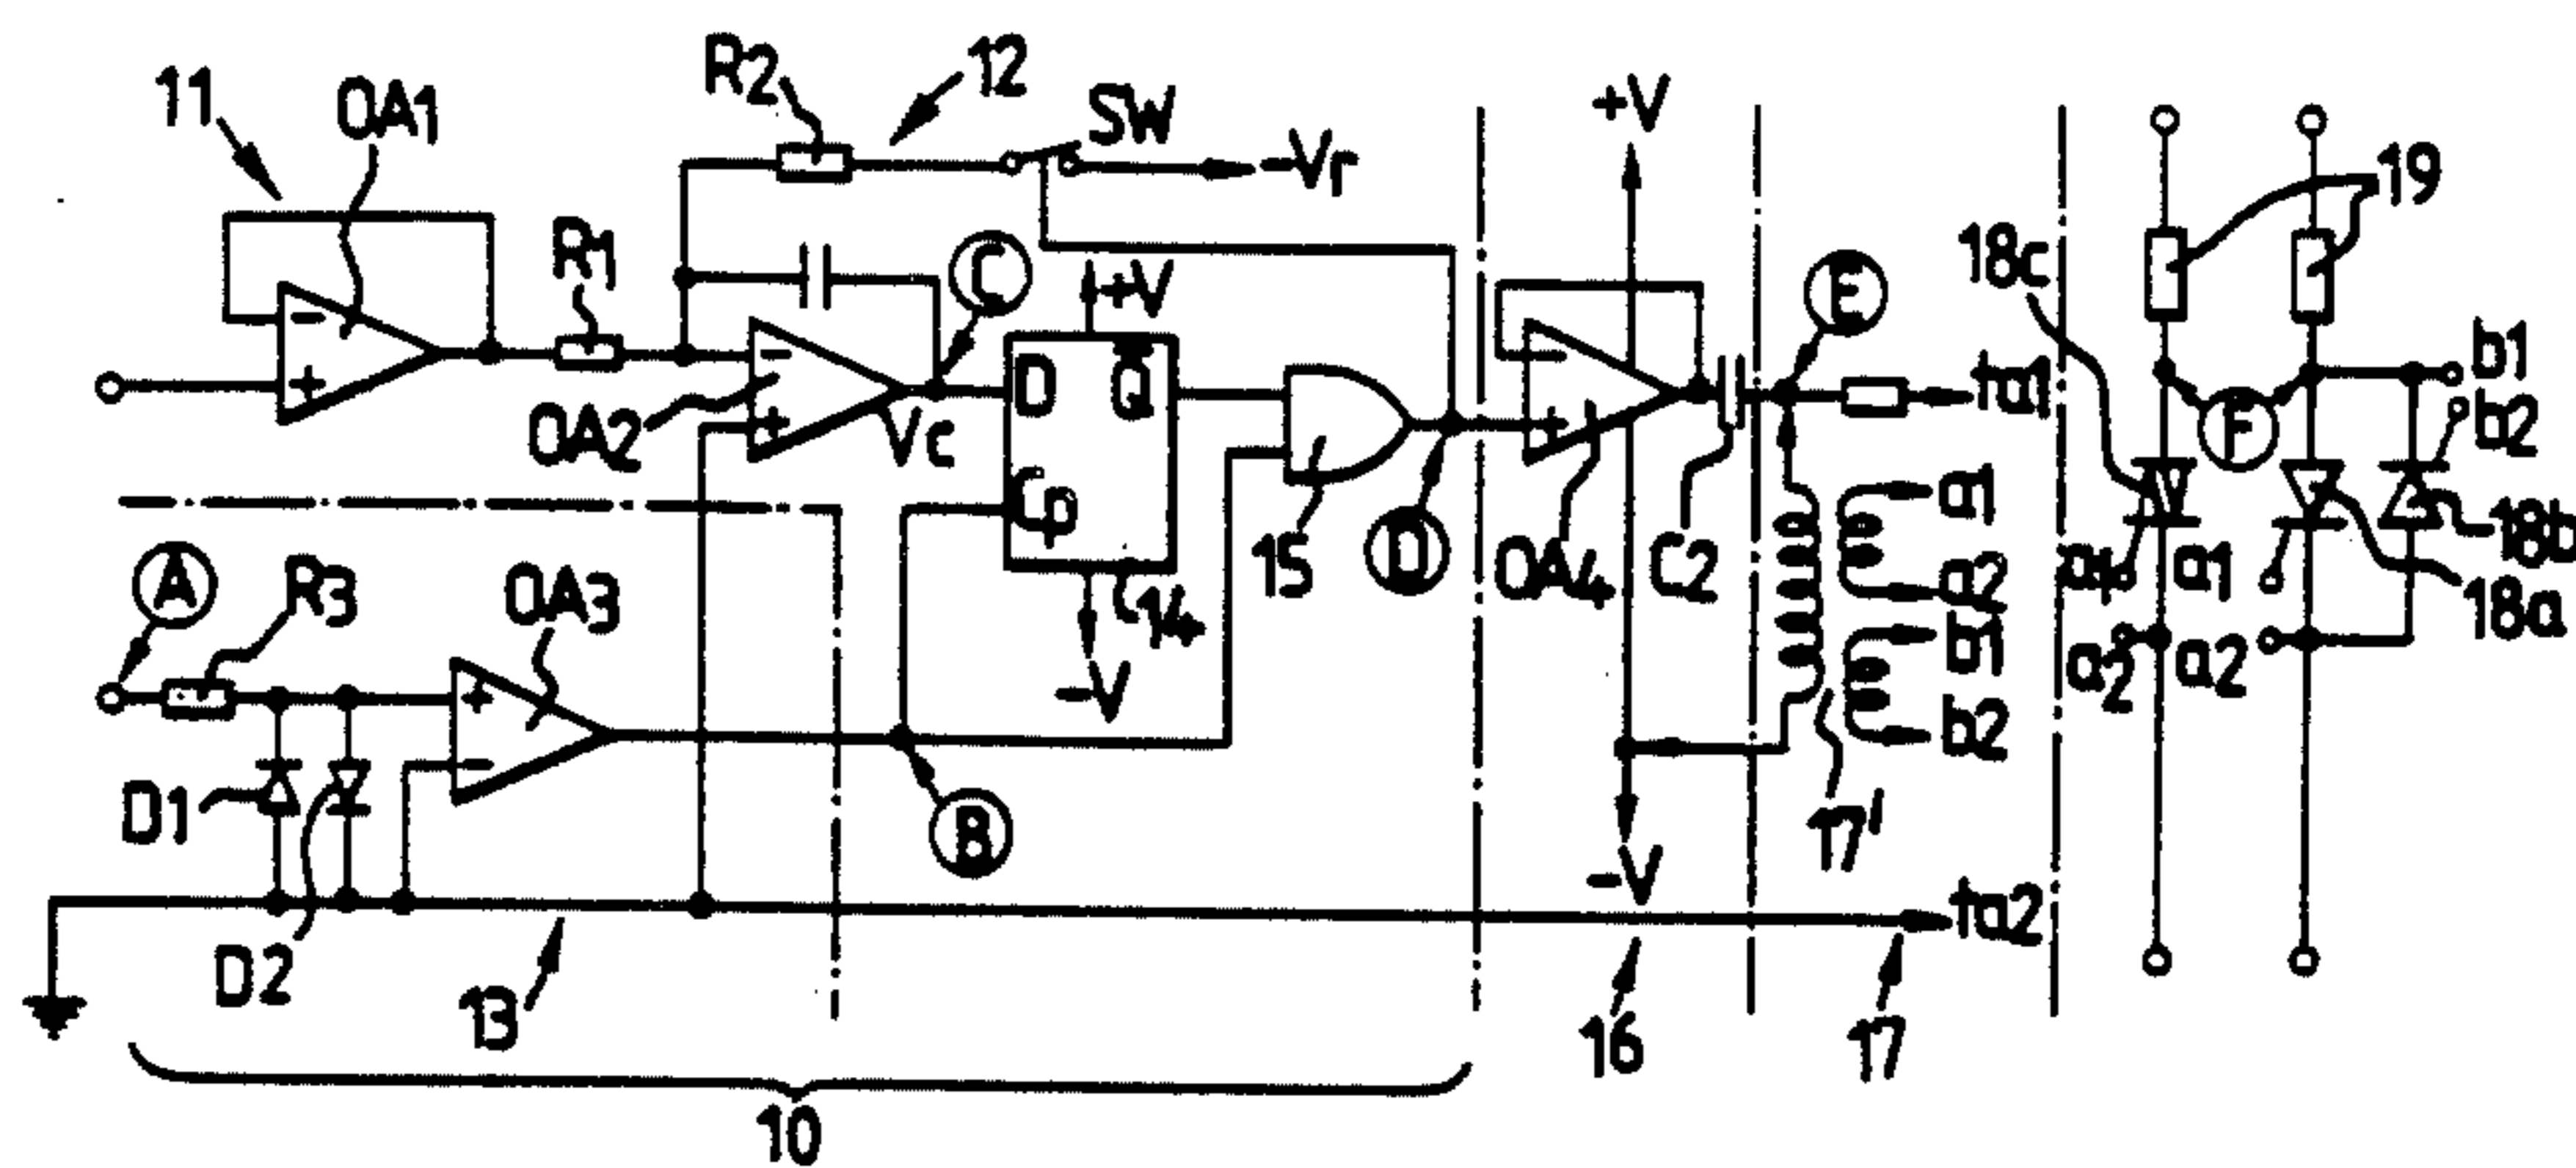 11
OA1
R2
12
SW
-Vr
+V
19
R1
C
+V
E
18c
b1
b2
ta1
D
Q̅
F
OA2
Vc
Cp
15
D
OA4
C2
a1
a2
a1
a1
18b
18a
A
R3
OA3
14
-V
b1
b2
a2
a2
D1
B
17'
-V
D2
13
ta2
16
17
10